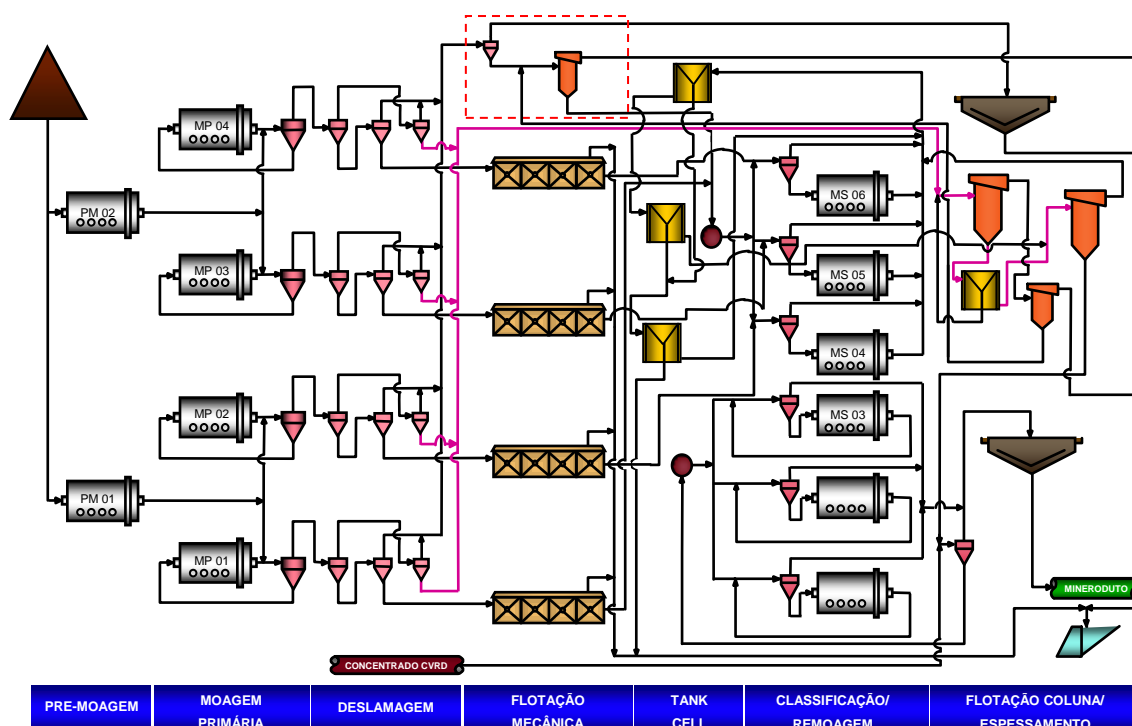 MP 04
PM 02
MS 06
MP 03
MS 05
MS 04
MP 02
MS 03
PM 01
MP 01
MINERODUTO
CONCENTRADO CVRD
PRE-MOAGEM
MOAGEM
PRIMÁRIA
DESLAMAGEM
FLOTAÇÃO
MECÂNICA
TANK
CELL
CLASSIFICAÇÃO/
REMOAGEM
FLOTAÇÃO COLUNA/
ESPESSAMENTO